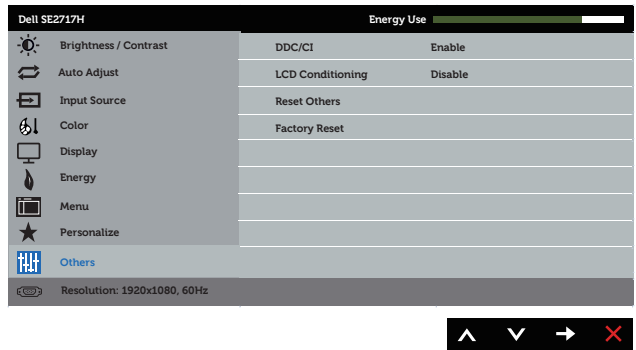 Dell SE2717H Energy Use
Brightness / Contrast DDC/CI Enable
Auto Adjust LCD Conditioning Disable
Input Source Reset Others
Color Factory Reset
Display
Energy
Menu
Personalize
Others
Resolution: 1920x1080, 60Hz